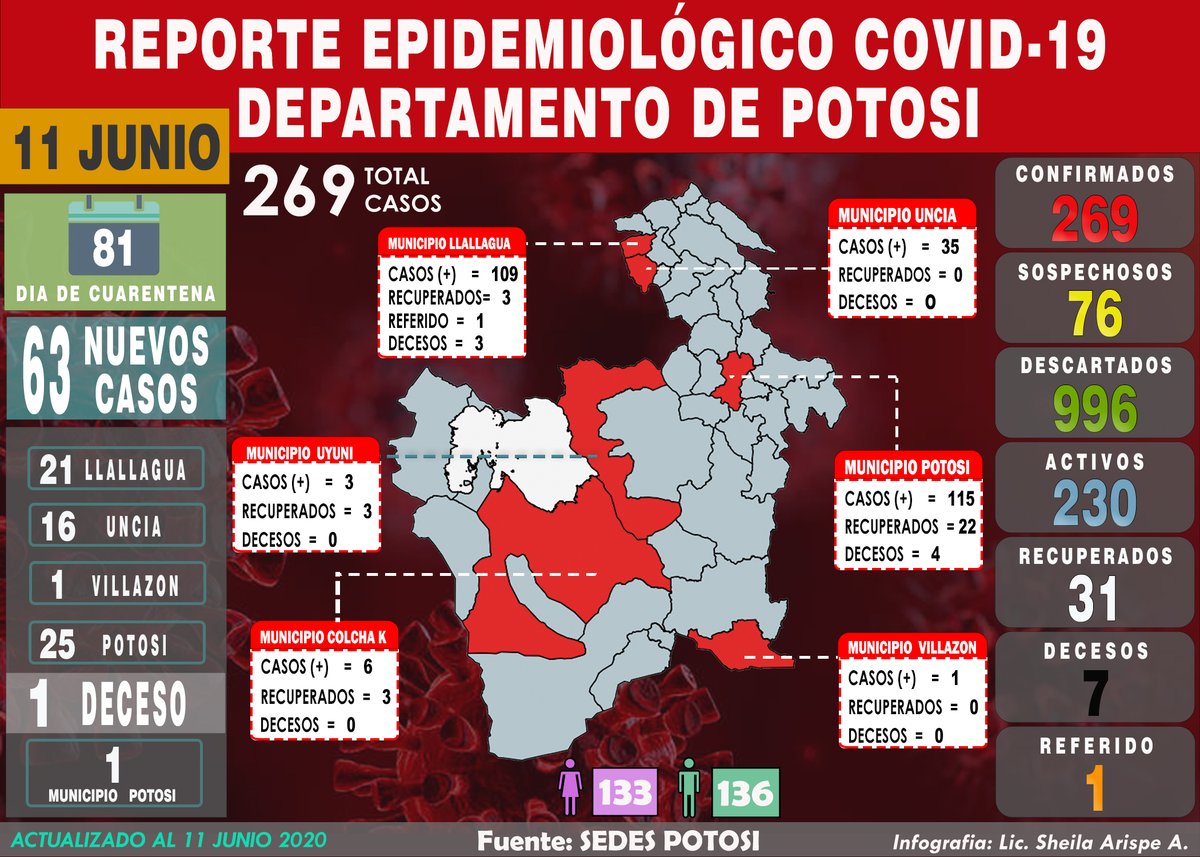 REPORTE EPIDEMIOLÓGICO COVID-19
DEPARTAMENTO DE POTOSI
11 JUNIO
81
DIA DE CUARENTENA
63 NUEVOS
CASOS
21 LLALLAGUA
16 UNCIA
1 VILLAZON
25 POTOSI
1 DECESO
1
MUNICIPIO POTOSI
269 TOTAL
CASOS
MUNICIPIO LLALLAGUA
CASOS (+) = 109
RECUPERADOS= 3
REFERIDO = 1
DECESOS = 3
MUNICIPIO UNCIA
CASOS (+) = 35
RECUPERADOS = 0
DECESOS = 0
MUNICIPIO UYUNI
CASOS (+) = 3
RECUPERADOS = 3
DECESOS = 0
MUNICIPIO POTOSI
CASOS (+) = 115
RECUPERADOS = 22
DECESOS = 4
MUNICIPIO COLCHA K
CASOS (+) = 6
RECUPERADOS = 3
DECESOS = 0
MUNICIPIO VILLAZON
CASOS (+) = 1
RECUPERADOS = 0
DECESOS = 0
133
136
CONFIRMADOS
269
SOSPECHOSOS
76
DESCARTADOS
996
ACTIVOS
230
RECUPERADOS
31
DECESOS
7
REFERIDO
1
ACTUALIZADO AL 11 JUNIO 2020
Fuente: SEDES POTOSI
Infografia: Lic. Sheila Arispe A.